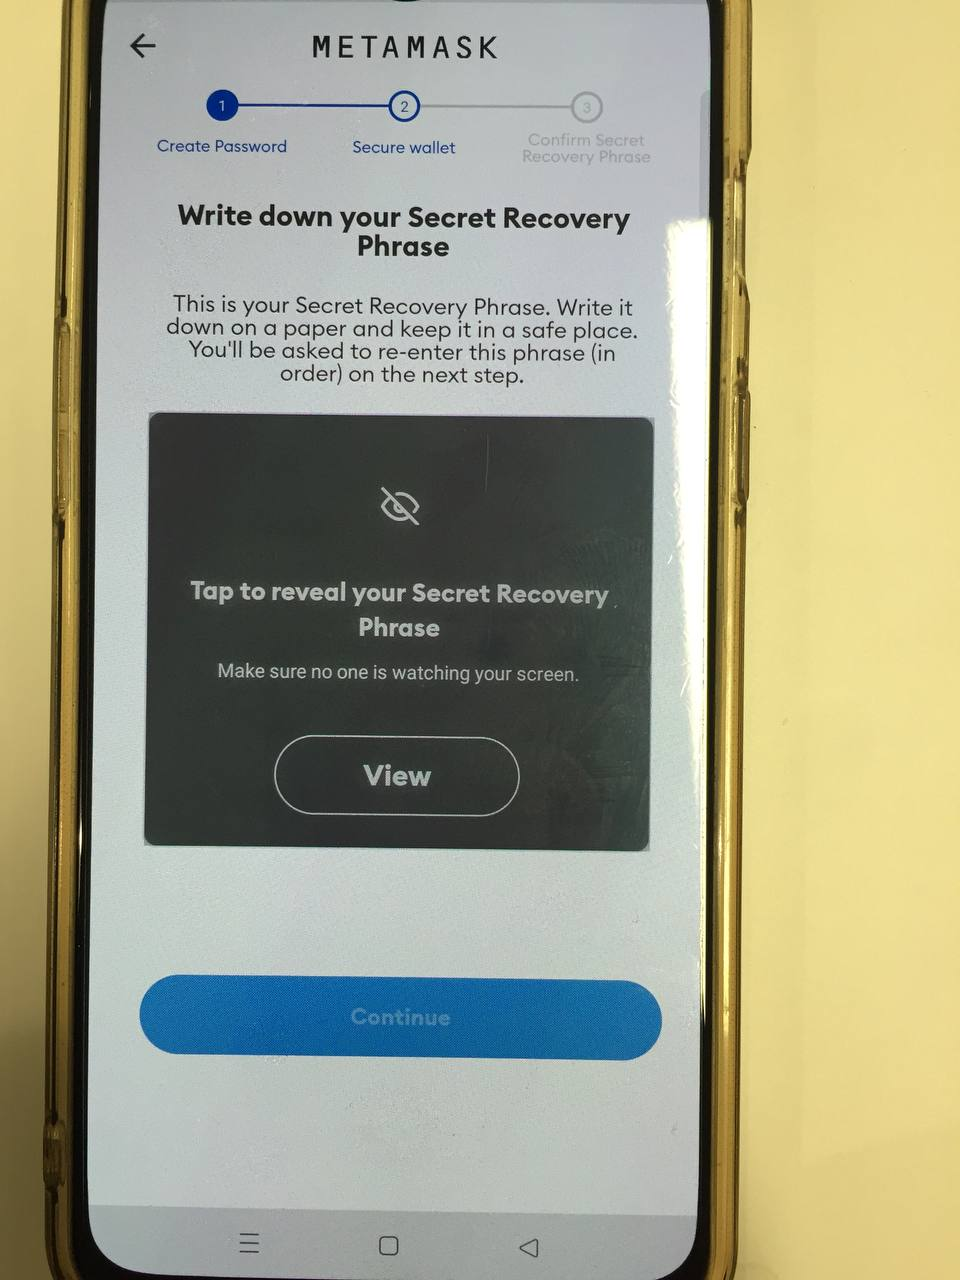 METAMASK
1
2
3
Create Password
Secure wallet
Confirm Secret
Recovery Phrase
Write down your Secret Recovery
Phrase
This is your Secret Recovery Phrase. Write it
down on a paper and keep it in a safe place.
You'll be asked to re-enter this phrase (in
order) on the next step.
Tap to reveal your Secret Recovery
Phrase
Make sure no one is watching your screen.
View
Continue